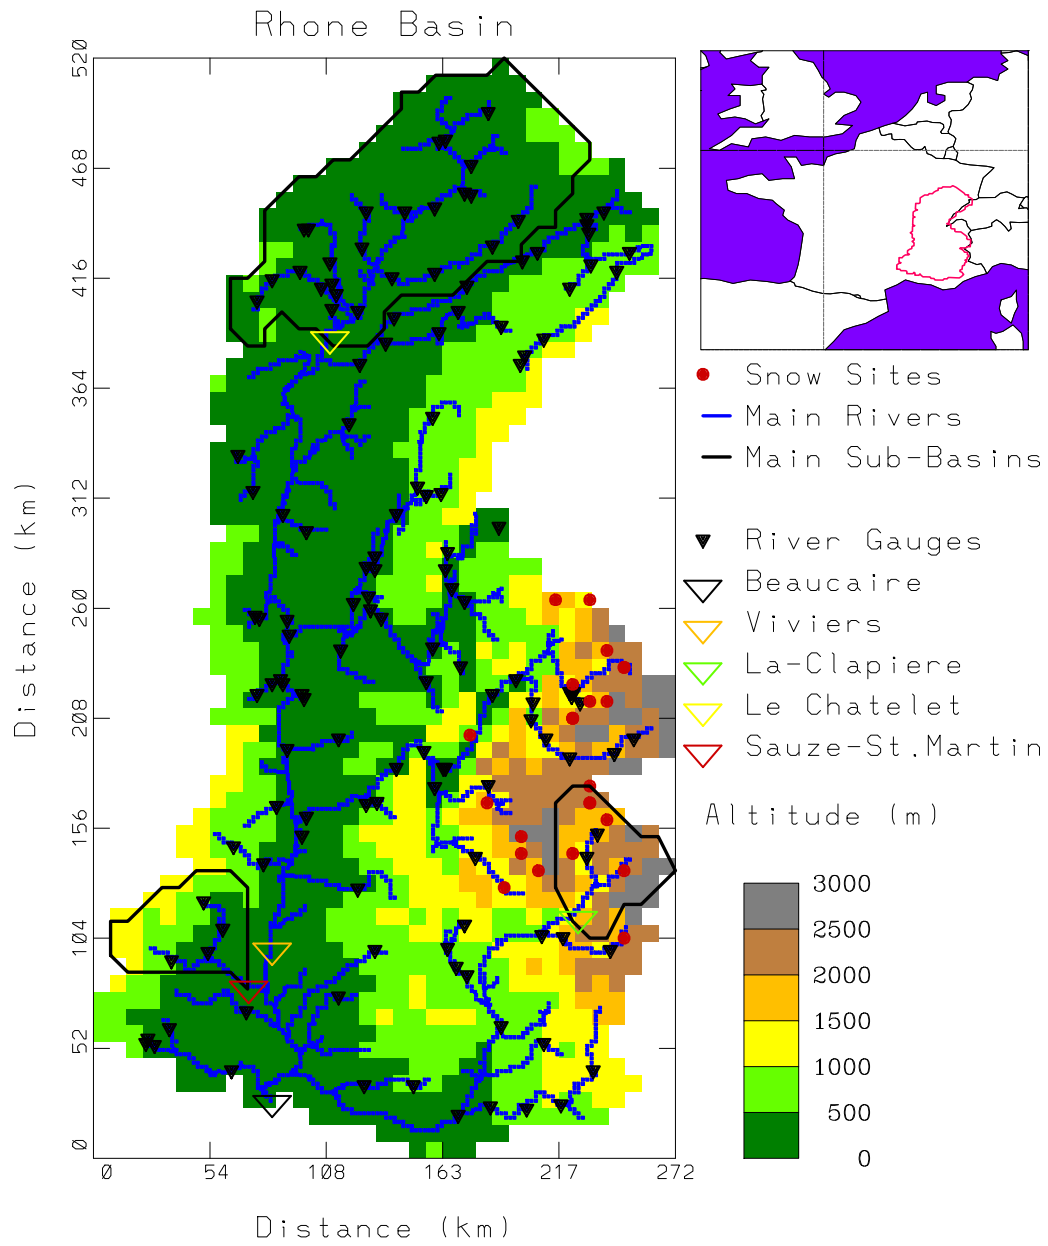 Rhone Basin
520
468
416
364
312
260
208
156
104
52
0
Distance (km)
0 54 108 163 217 272
Distance (km)
Snow Sites
Main Rivers
Main Sub-Basins
River Gauges
Beaucaire
Viviers
La-Clapiere
Le Chatelet
Sauze-St.Martin
Altitude (m)
3000
2500
2000
1500
1000
500
0